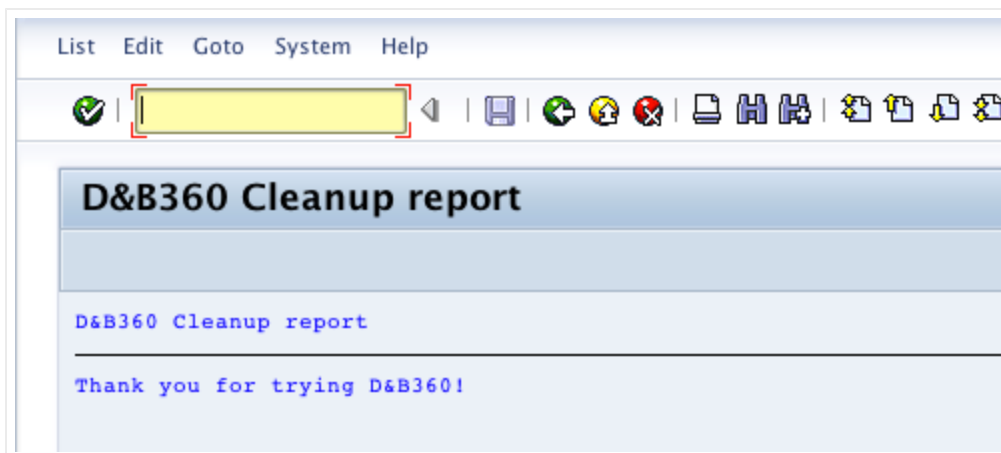 List Edit Goto System Help
D&B360 Cleanup report
D&B360 Cleanup report
Thank you for trying D&B360!